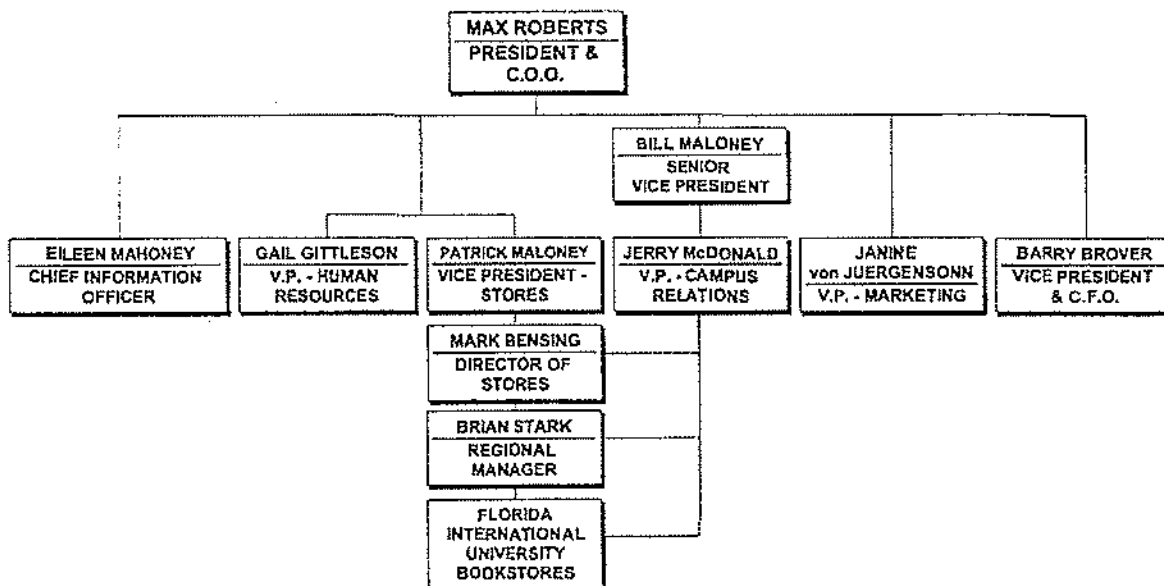 MAX ROBERTS
PRESIDENT &
C.O.O.
BILL MALONEY
SENIOR
VICE PRESIDENT
EILEEN MAHONEY
CHIEF INFORMATION
OFFICER
GAIL GITTLESON
V.P. - HUMAN
RESOURCES
PATRICK MALONEY
VICE PRESIDENT -
STORES
JERRY McDONALD
V.P. - CAMPUS
RELATIONS
JANINE
von JUERGENSONN
V.P. - MARKETING
BARRY BROVER
VICE PRESIDENT
& C.F.O.
MARK BENSING
DIRECTOR OF
STORES
BRIAN STARK
REGIONAL
MANAGER
FLORIDA
INTERNATIONAL
UNIVERSITY
BOOKSTORES